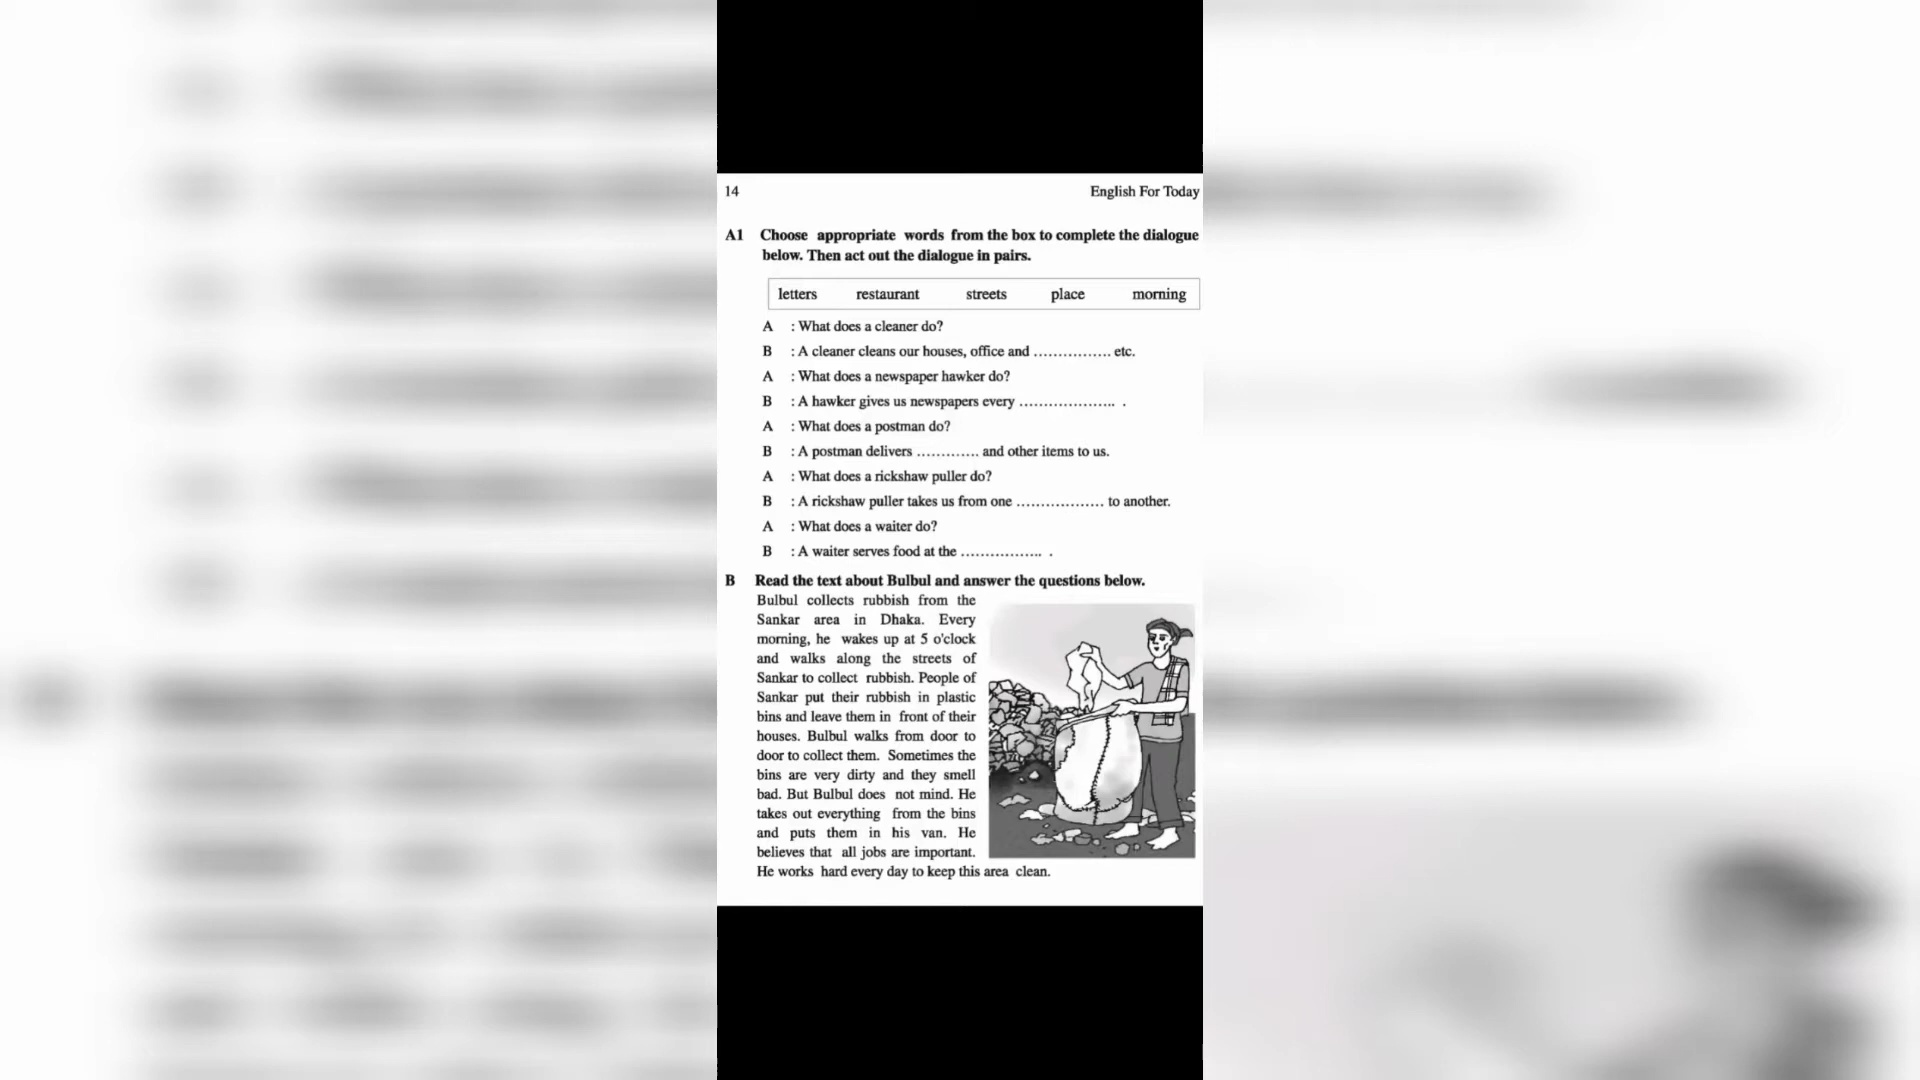 14 English For Today
A1 Choose appropriate words from the box to complete the dialogue
below. Then act out the dialogue in pairs.
letters restaurant streets place morning
A : What does a cleaner do?
B : A cleaner cleans our houses, office and ................ etc.
A : What does a newspaper hawker do?
B : A hawker gives us newspapers every .................... .
A : What does a postman do?
B : A postman delivers ............. and other items to us.
A : What does a rickshaw puller do?
B : A rickshaw puller takes us from one .................. to another.
A : What does a waiter do?
B : A waiter serves food at the ................. .
B Read the text about Bulbul and answer the questions below.
Bulbul collects rubbish from the
Sankar area in Dhaka. Every
morning, he wakes up at 5 o'clock
and walks along the streets of
Sankar to collect rubbish. People of
Sankar put their rubbish in plastic
bins and leave them in front of their
houses. Bulbul walks from door to
door to collect them. Sometimes the
bins are very dirty and they smell
bad. But Bulbul does not mind. He
takes out everything from the bins
and puts them in his van. He
believes that all jobs are important.
He works hard every day to keep this area clean.